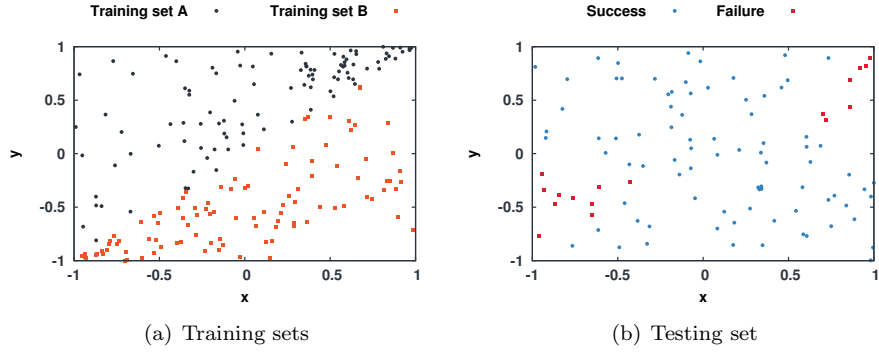 Training set A Training set B
1
0.5
y 0
-0.5
-1
-1 -0.5 0 0.5 1
x
(a) Training sets
Success Failure
1
0.5
y 0
-0.5
-1
-1 -0.5 0 0.5 1
x
(b) Testing set